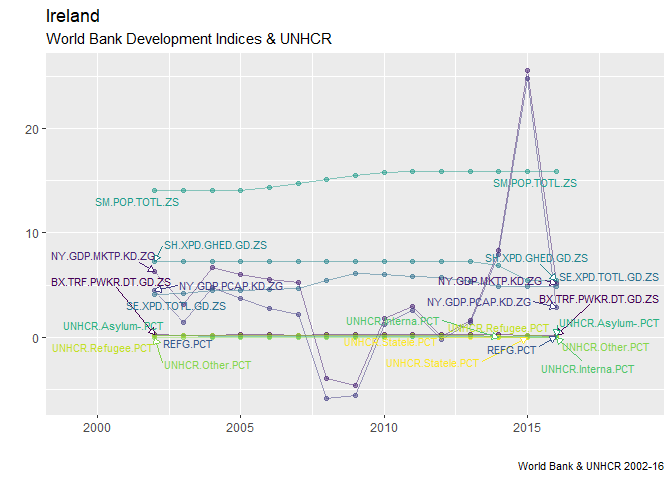 Ireland
World Bank Development Indices & UNHCR
20
10
0
SM.POP.TOTL.ZS
SM.POP.TOTL.ZS
SH.XPD.GHED.GD.ZS
NY.GDP.MKTP.KD.ZG
SH.XPD.GHED.GD.ZS
BX.TRF.PWKR.DT.GD.ZS
NY.GDP.PCAP.KD.ZG
NY.GDP.MKTP.KD.ZG
SE.XPD.TOTL.GD.ZS
SE.XPD.TOTL.GD.ZS
NY.GDP.PCAP.KD.ZG
BX.TRF.PWKR.DT.GD.ZS
UNHCR.Asylum-.PCT
UNHCR.Interna.PCT
UNHCR.Refugee.PCT
UNHCR.Asylum-.PCT
UNHCR.Refugee.PCT
REFG.PCT
UNHCR.Statele.PCT
REFG.PCT
UNHCR.Other.PCT
UNHCR.Other.PCT
UNHCR.Statele.PCT
UNHCR.Interna.PCT
2000
2005
2010
2015
World Bank & UNHCR 2002-16